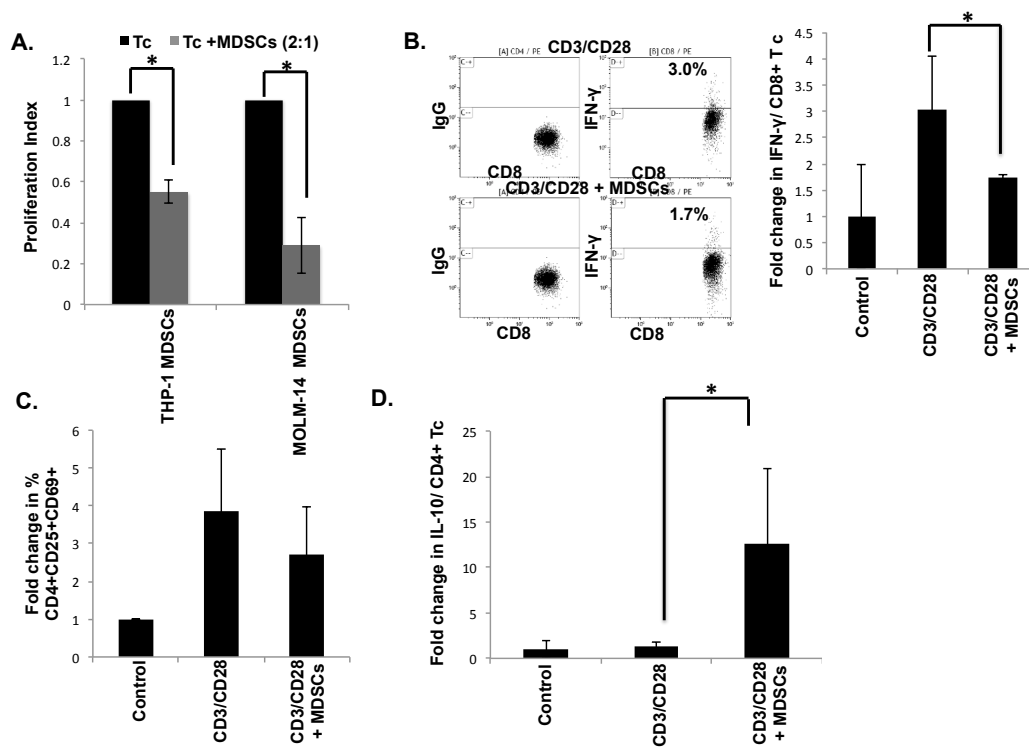 A.
Tc
Tc +MDSCs (2:1)
*
*
Proliferation Index
1.2
1
0.8
0.6
0.4
0.2
0
THP-1 MDSCs
MOLM-14 MDSCs
B.
CD3/CD28
[A] CD4 / PE
[B] CD8 / PE
C-+
C--
D-+
D--
3.0%
IgG
IFN-γ
CD8
CD8
CD3/CD28 + MDSCs
C-+
C--
D-+
D--
1.7%
IgG
IFN-γ
CD8
CD8
*
Fold change in IFN-γ/ CD8+ T c
4.5
4
3.5
3
2.5
2
1.5
1
0.5
0
Control
CD3/CD28
CD3/CD28
+ MDSCs
C.
Fold change in %
CD4+CD25+CD69+
6
5
4
3
2
1
0
Control
CD3/CD28
CD3/CD28
+ MDSCs
D.
*
Fold change in IL-10/ CD4+ Tc
25
20
15
10
5
0
Control
CD3/CD28
CD3/CD28
+ MDSCs